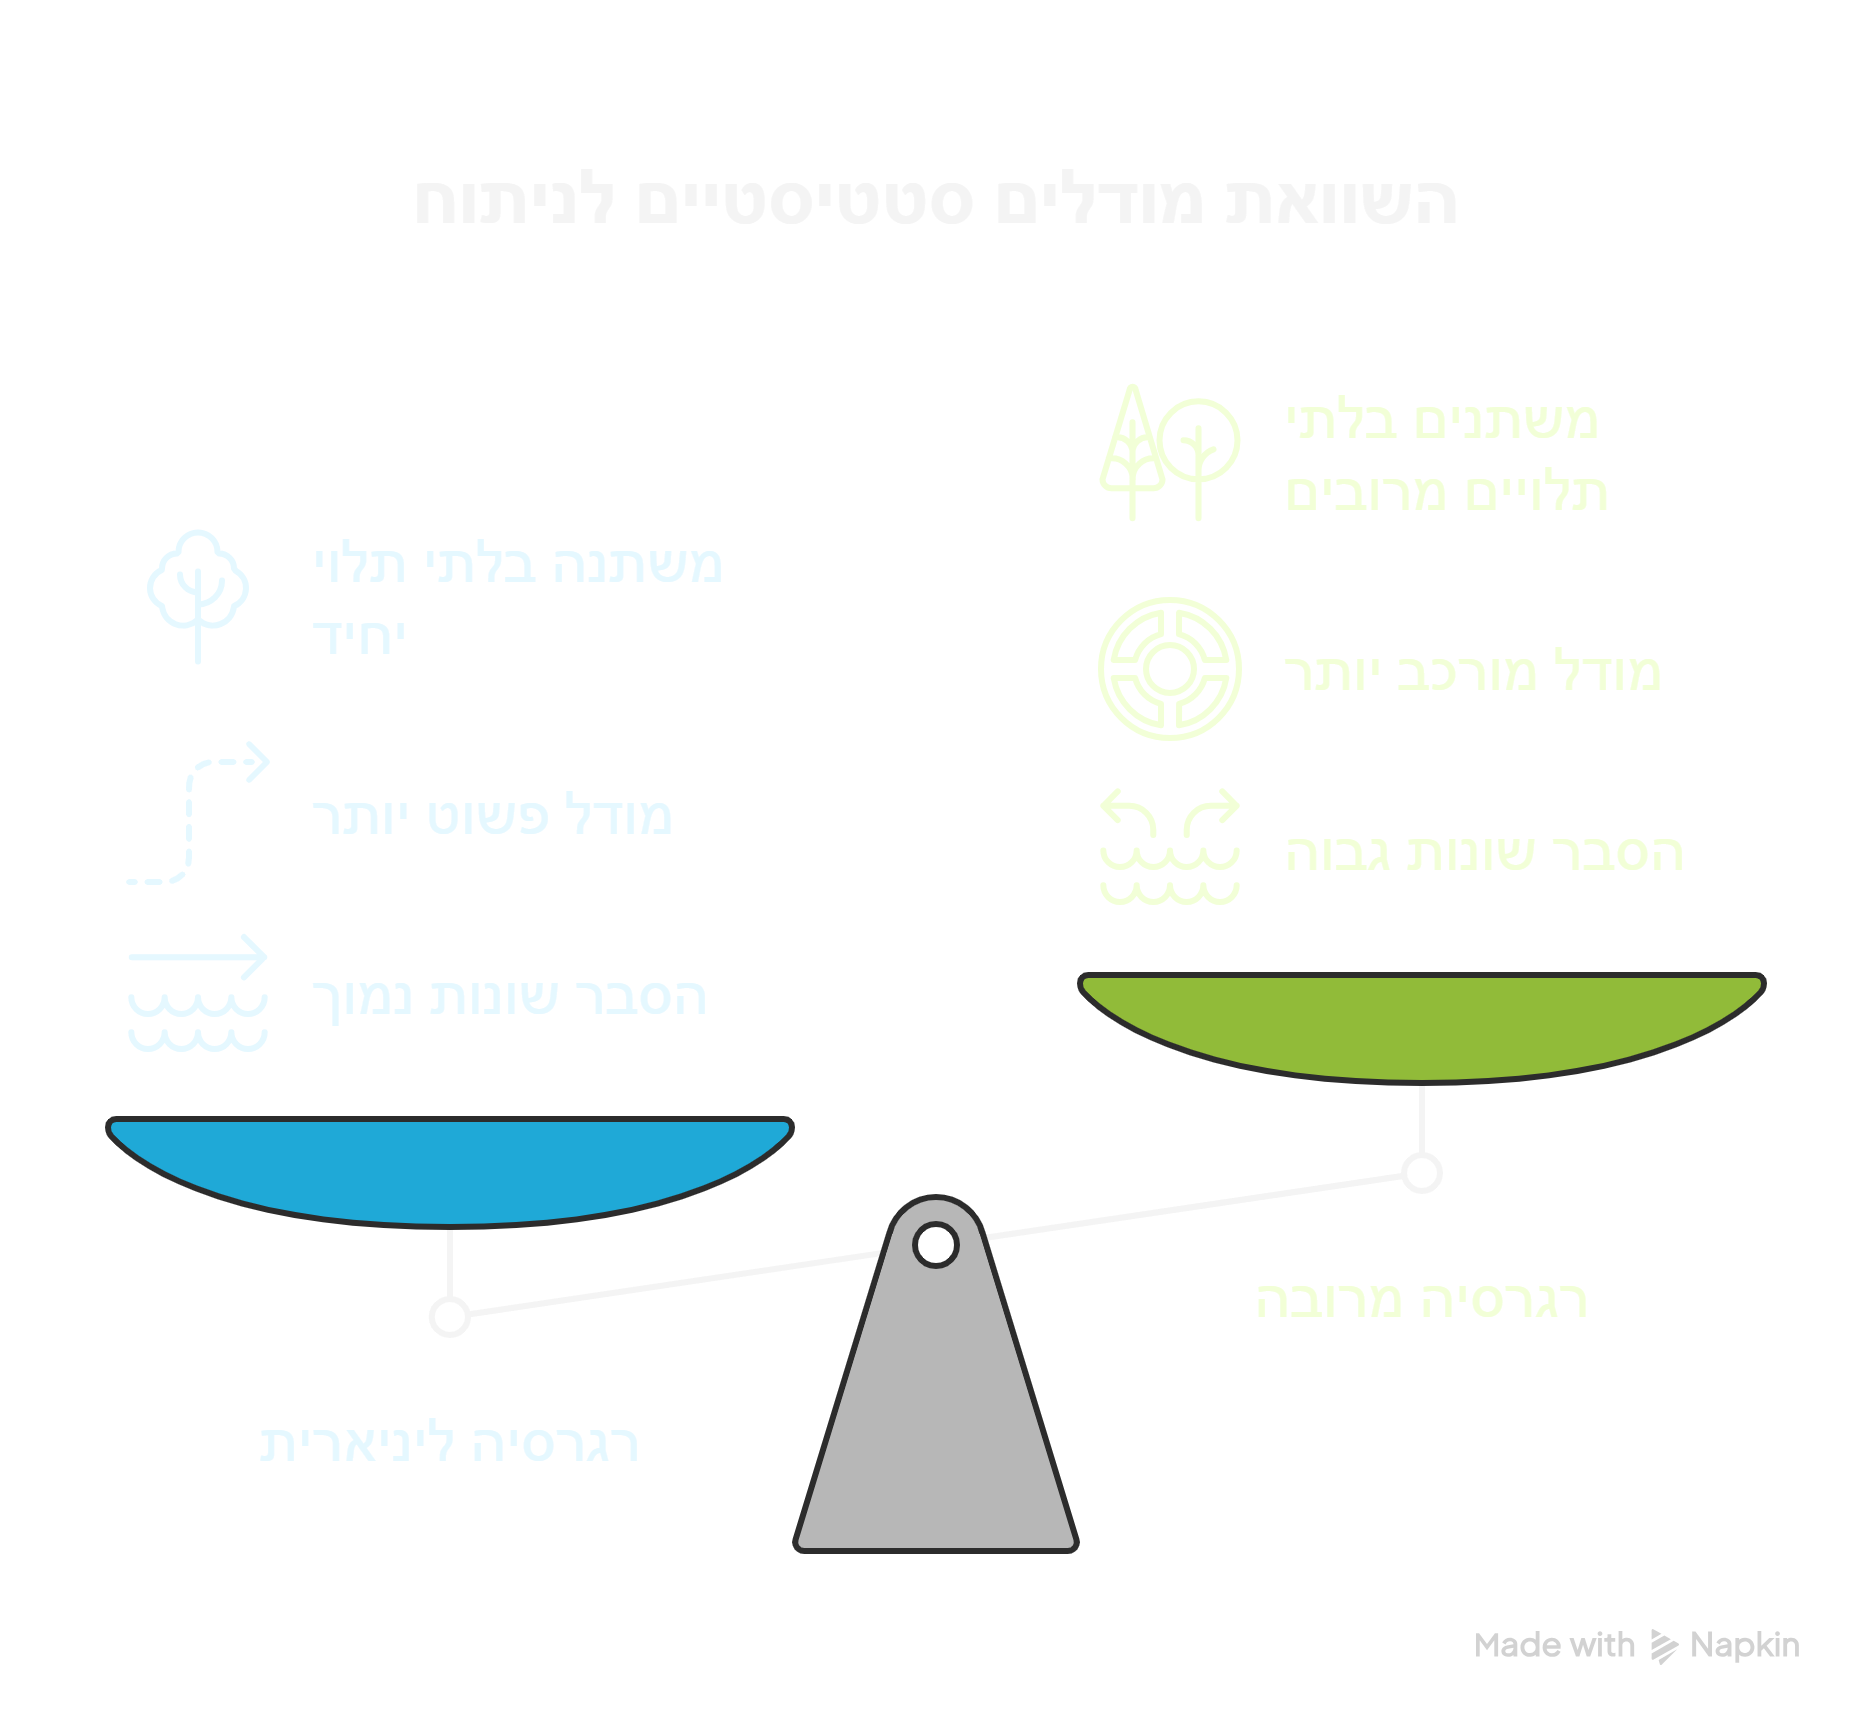 השוואת מודלים סטטיסטיים לניתוח
משתנים בלתי
תלויים מרובים
מודל מורכב יותר
הסבר שונות גבוה
רגרסיה מרובה
משתנה בלתי תלוי
יחיד
מודל פשוט יותר
הסבר שונות נמוך
רגרסיה ליניארית
Made with Napkin